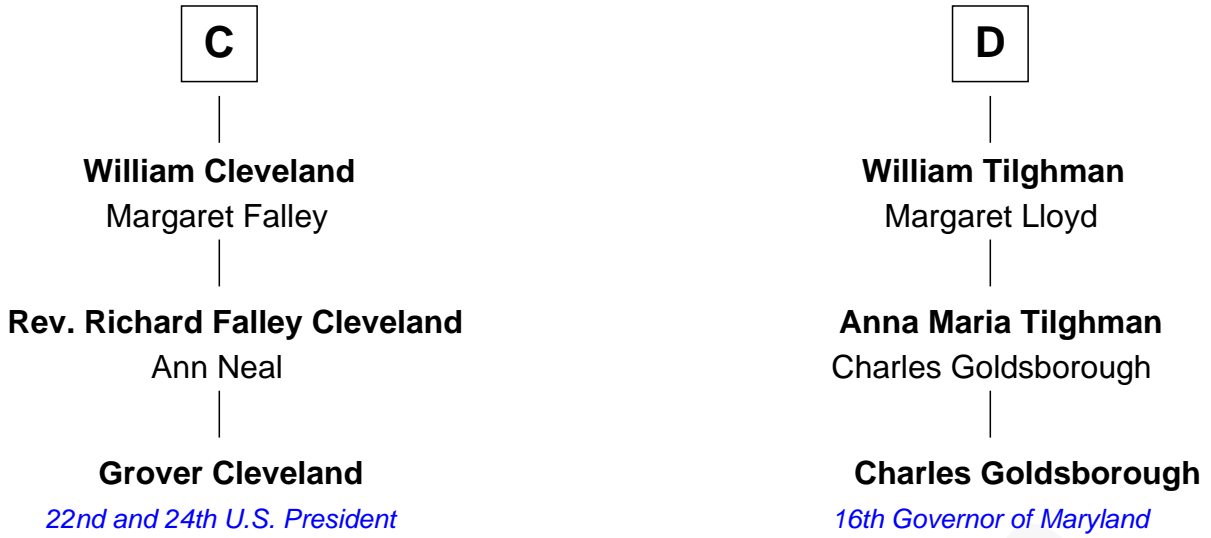 C
William Cleveland
Margaret Falley
Rev. Richard Falley Cleveland
Ann Neal
Grover Cleveland
22nd and 24th U.S. President
D
William Tilghman
Margaret Lloyd
Anna Maria Tilghman
Charles Goldsborough
Charles Goldsborough
16th Governor of Maryland